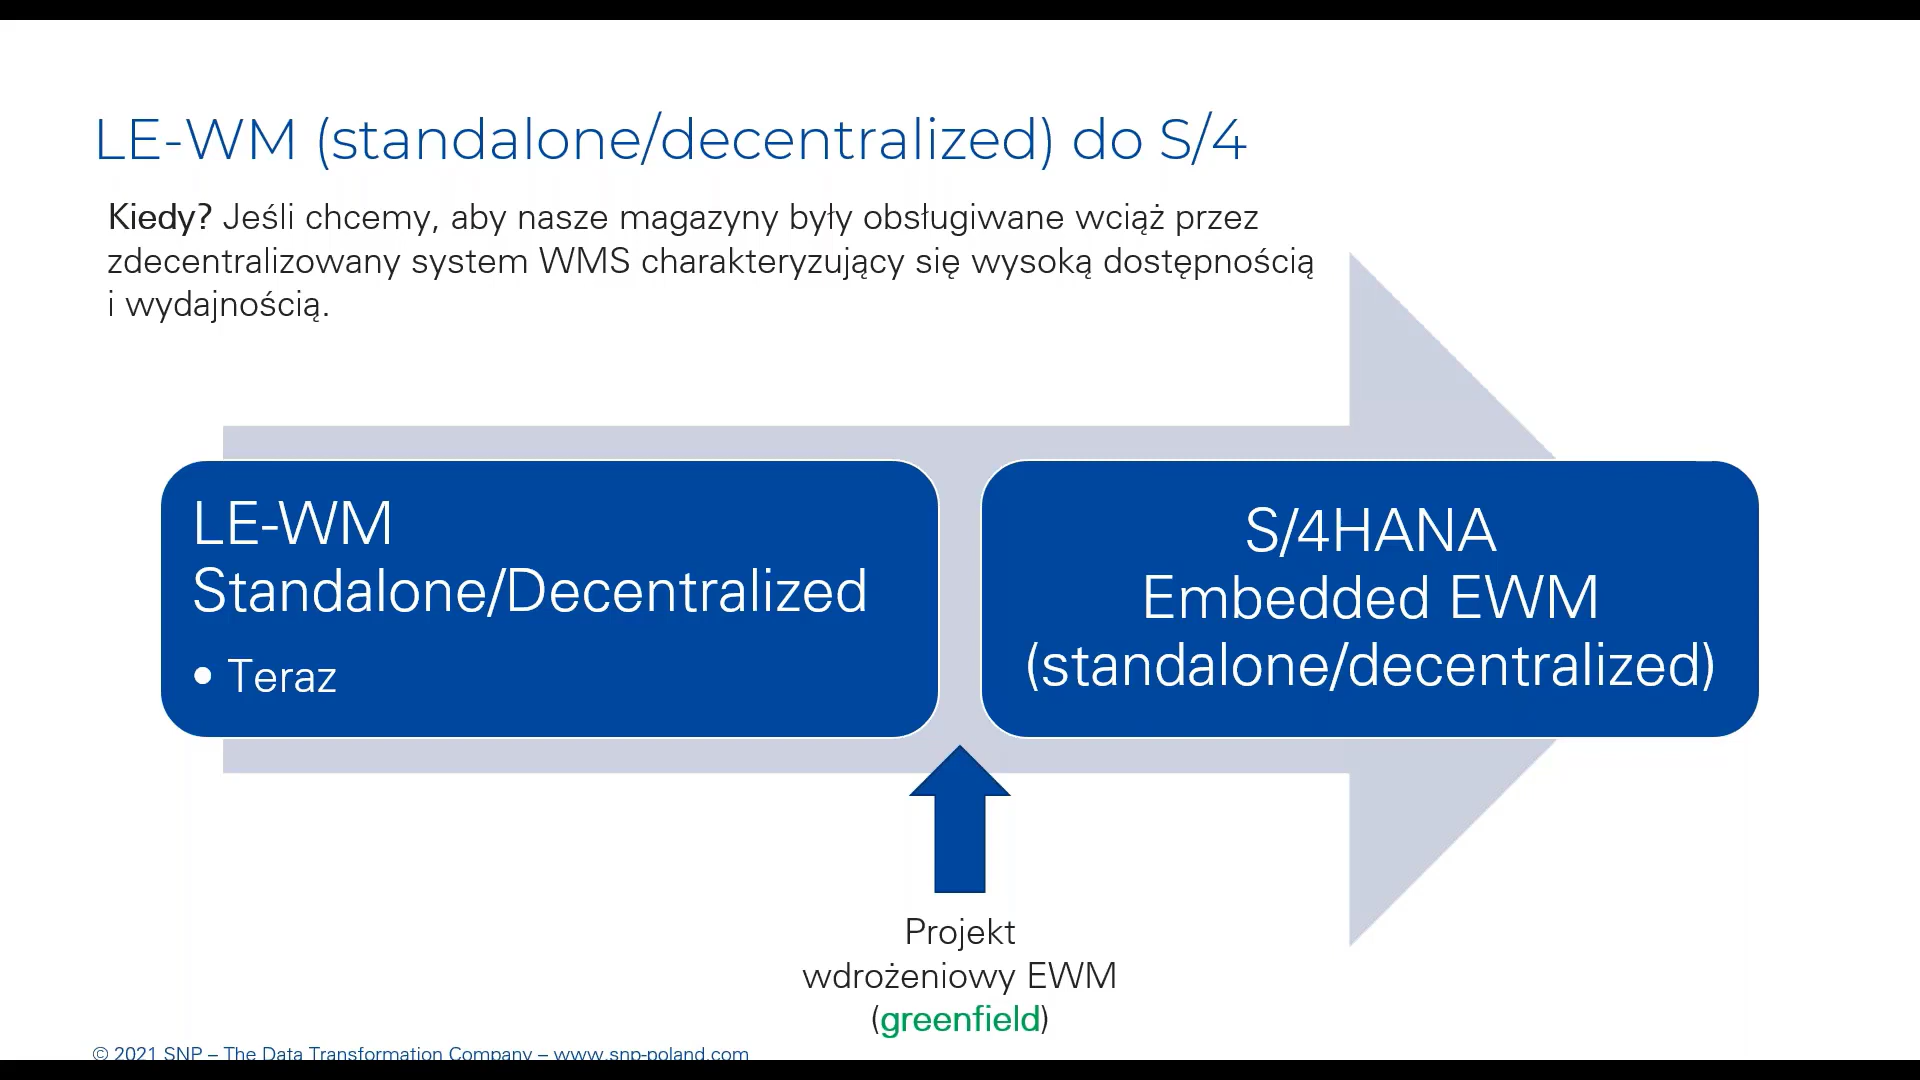 LE-WM (standalone/decentralized) do S/4
Kiedy? Jeśli chcemy, aby nasze magazyny były obsługiwane wciąż przez
zdecentralizowany system WMS charakteryzujący się wysoką dostępnością
i wydajnością.
LE-WM
Standalone/Decentralized
• Teraz
S/4HANA
Embedded EWM
(standalone/decentralized)
Projekt
wdrożeniowy EWM
(greenfield)
© 2021 SNP – The Data Transformation Company – www.snp-poland.com